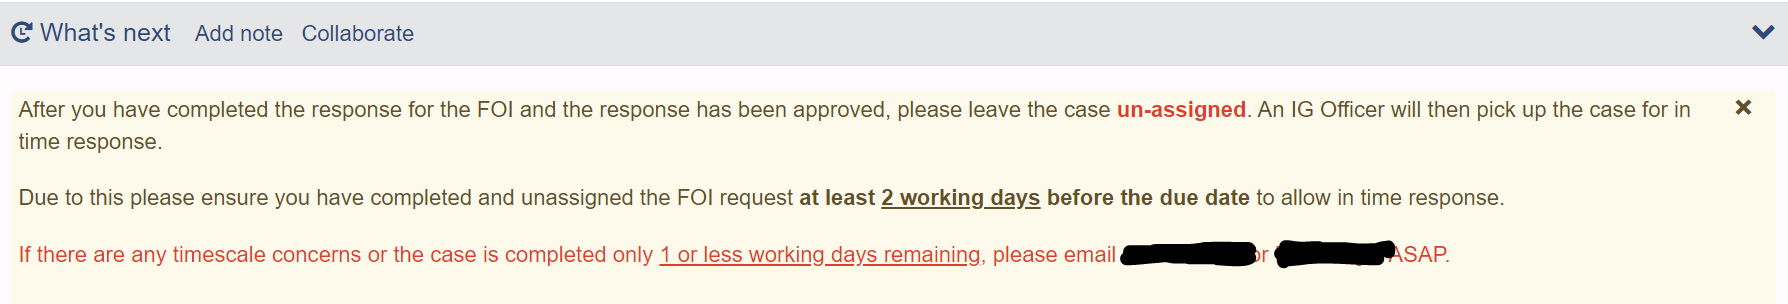 What's next Add note Collaborate
After you have completed the response for the FOI and the response has been approved, please leave the case un-assigned. An IG Officer will then pick up the case for in
time response.
Due to this please ensure you have completed and unassigned the FOI request at least 2 working days before the due date to allow in time response.
If there are any timescale concerns or the case is completed only 1 or less working days remaining, please email or ASAP.